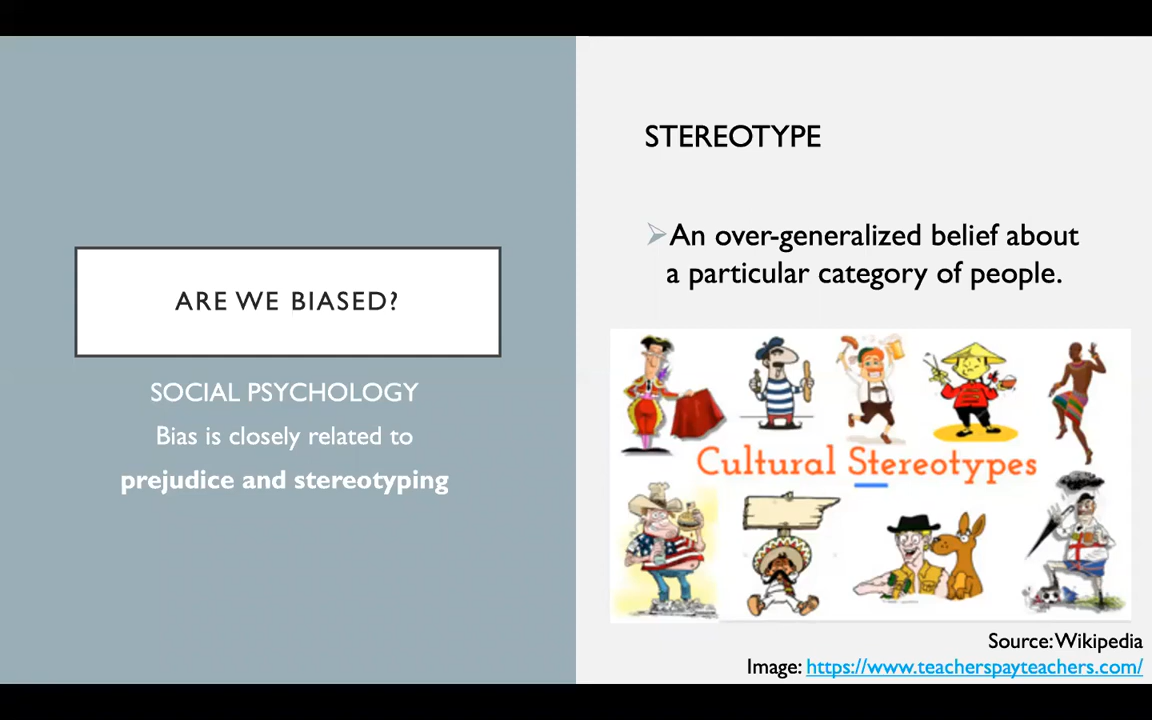 ARE WE BIASED?
SOCIAL PSYCHOLOGY
Bias is closely related to
prejudice and stereotyping
STEREOTYPE
An over-generalized belief about
a particular category of people.
Cultural Stereotypes
Source: Wikipedia
Image: https://www.teacherspayteachers.com/